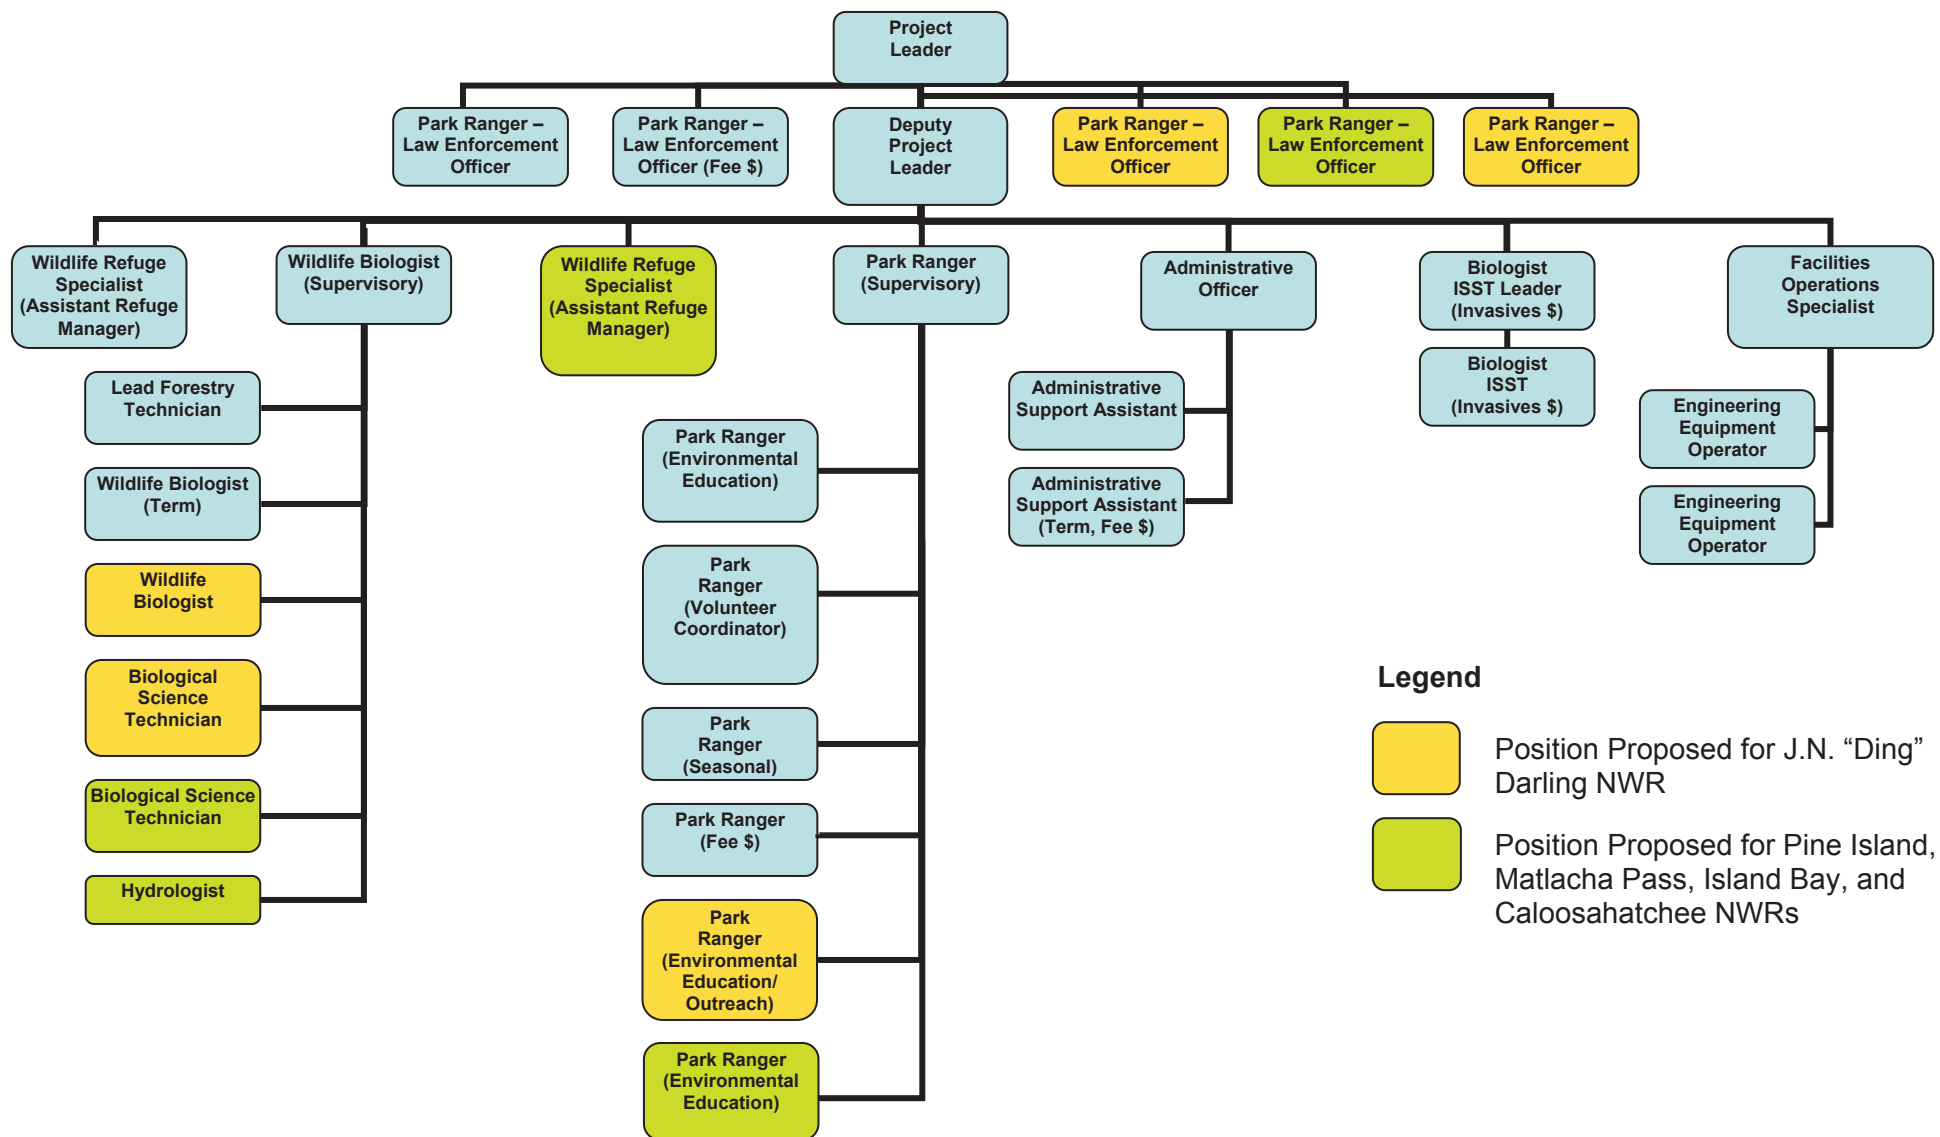 Project
Leader
Park Ranger –
Law Enforcement
Officer
Park Ranger –
Law Enforcement
Officer (Fee $)
Deputy
Project
Leader
Park Ranger –
Law Enforcement
Officer
Park Ranger –
Law Enforcement
Officer
Park Ranger –
Law Enforcement
Officer
Wildlife Refuge
Specialist
(Assistant Refuge
Manager)
Wildlife Biologist
(Supervisory)
Wildlife Refuge
Specialist
(Assistant Refuge
Manager)
Park Ranger
(Supervisory)
Administrative
Officer
Biologist
ISST Leader
(Invasives $)
Facilities
Operations
Specialist
Lead Forestry
Technician
Wildlife Biologist
(Term)
Wildlife
Biologist
Biological
Science
Technician
Biological Science
Technician
Hydrologist
Park Ranger
(Environmental
Education)
Park
Ranger
(Volunteer
Coordinator)
Park
Ranger
(Seasonal)
Park Ranger
(Fee $)
Park
Ranger
(Environmental
Education/
Outreach)
Park Ranger
(Environmental
Education)
Administrative
Support Assistant
Administrative
Support Assistant
(Term, Fee $)
Biologist
ISST
(Invasives $)
Engineering
Equipment
Operator
Engineering
Equipment
Operator
Legend
Position Proposed for J.N. “Ding”
Darling NWR
Position Proposed for Pine Island,
Matlacha Pass, Island Bay, and
Caloosahatchee NWRs